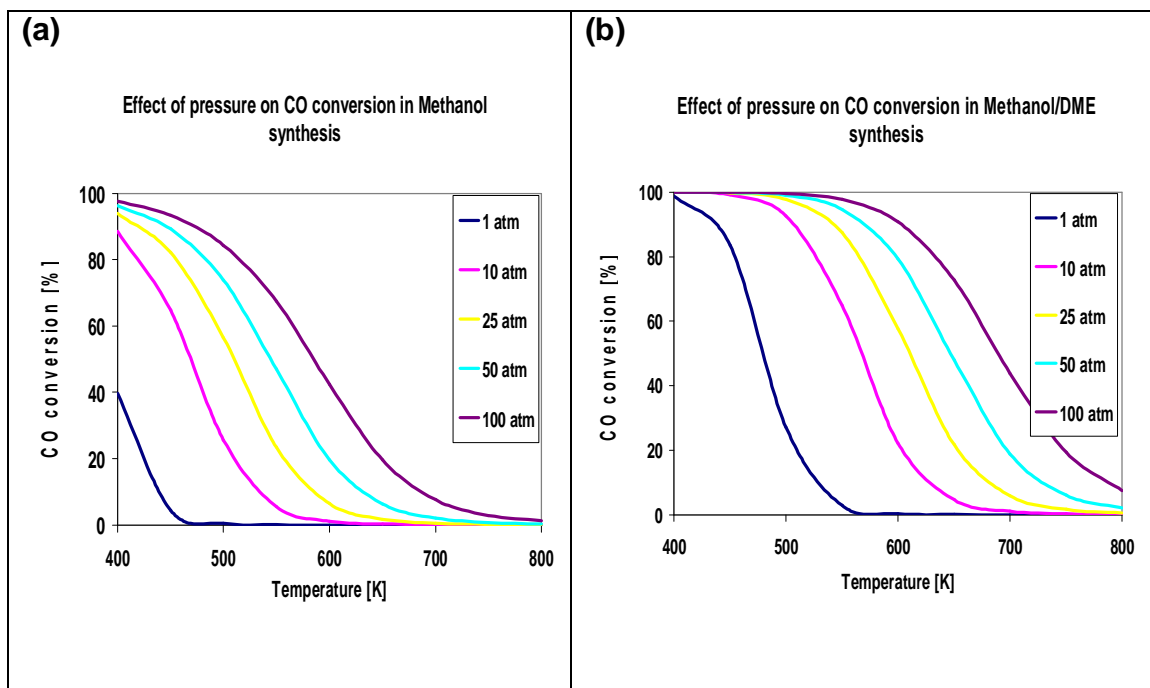 (a)
Effect of pressure on CO conversion in Methanol
synthesis
CO conversion [%]
100
80
60
40
20
0
400
500
600
700
800
Temperature [K]
1 atm
10 atm
25 atm
50 atm
100 atm
(b)
Effect of pressure on CO conversion in Methanol/DME
synthesis
CO conversion [%]
100
80
60
40
20
0
400
500
600
700
800
Temperature [K]
1 atm
10 atm
25 atm
50 atm
100 atm